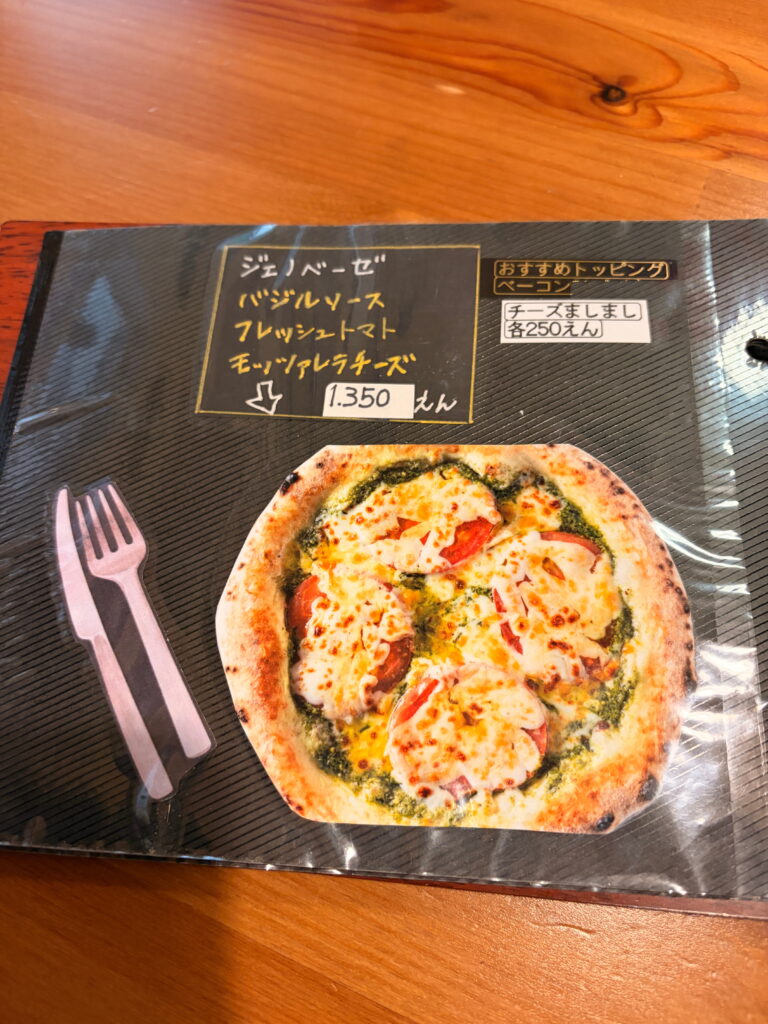 ジェノベーゼ
バジルソース
フレッシュトマト
モッツァレラチーズ
1.350えん
おすすめトッピング
ベーコン
チーズましまし
各250えん